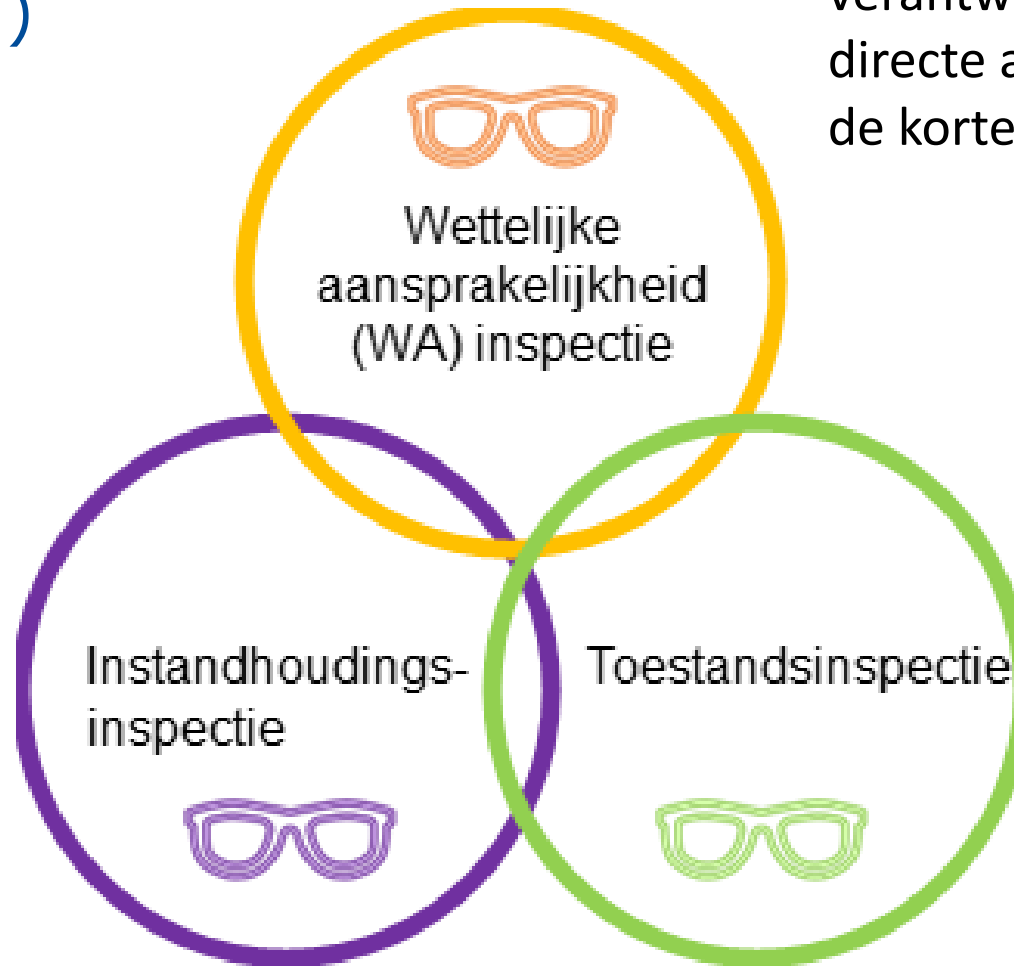 )
directe a
de korte
Wettelijke
aansprakelijkheid
(WA) inspectie
Instandhoudings-
inspectie
Toestandsinspectie